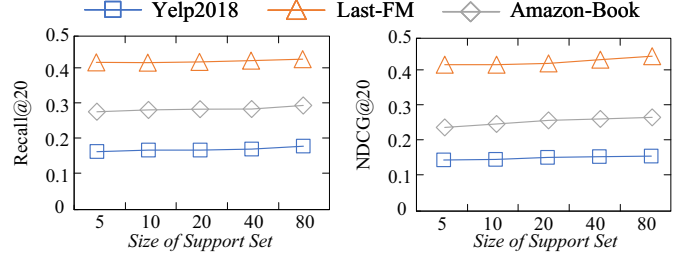 Yelp2018 Last-FM Amazon-Book
Recall@20
0.5
0.4
0.3
0.2
0.1
0
5 10 20 40 80
Size of Support Set
NDCG@20
0.5
0.4
0.3
0.2
0.1
0
5 10 20 40 80
Size of Support Set